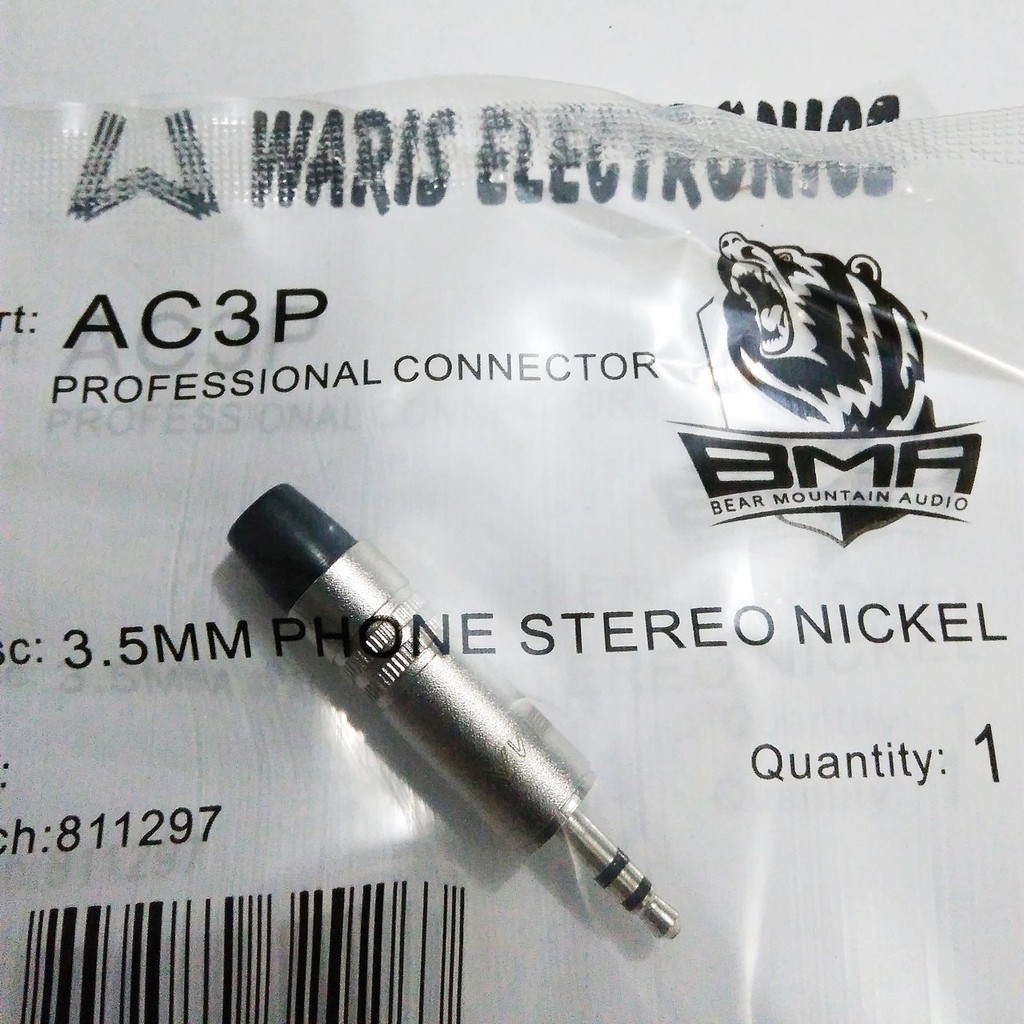 W WARIS ELECTRONICS
rt: AC3P
PROFESSIONAL CONNECTOR
BMA
BEAR MOUNTAIN AUDIO
sc: 3.5MM PHONE STEREO NICKEL
Quantity: 1
:
ch:811297